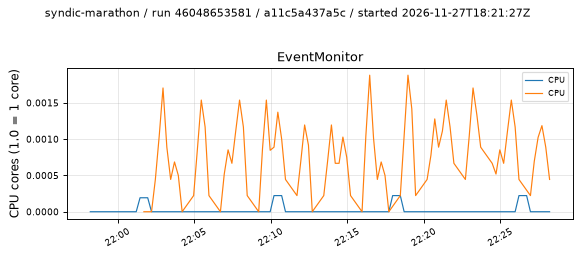 syndic-marathon / run 46048653581 / a11c5a437a5c / started 2026-11-27T18:21:27Z
EventMonitor
CPU cores (1.0 = 1 core)
0.0015
0.0010
0.0005
0.0000
CPU
CPU
22:00
22:05
22:10
22:15
22:20
22:25